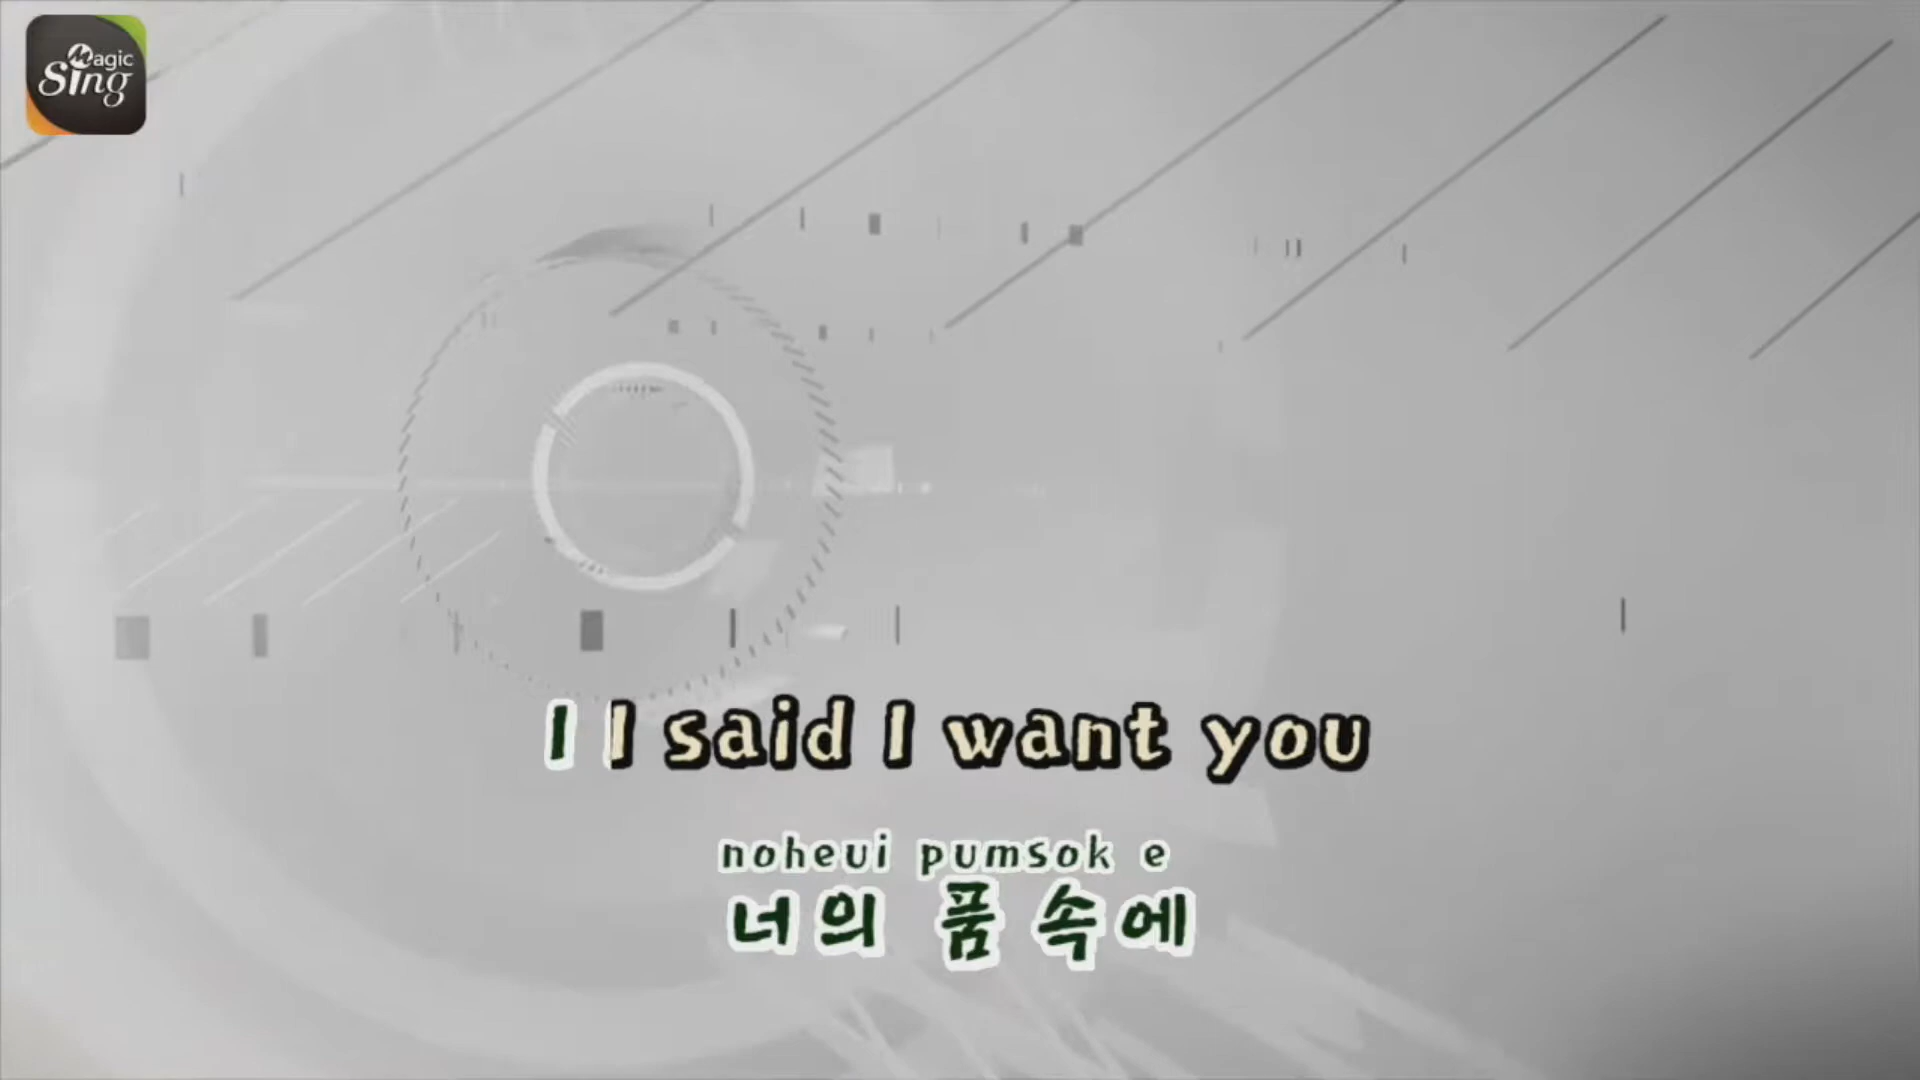 Magic
Sing
I I said I want you
noheui pumsok e
너의 품 속에